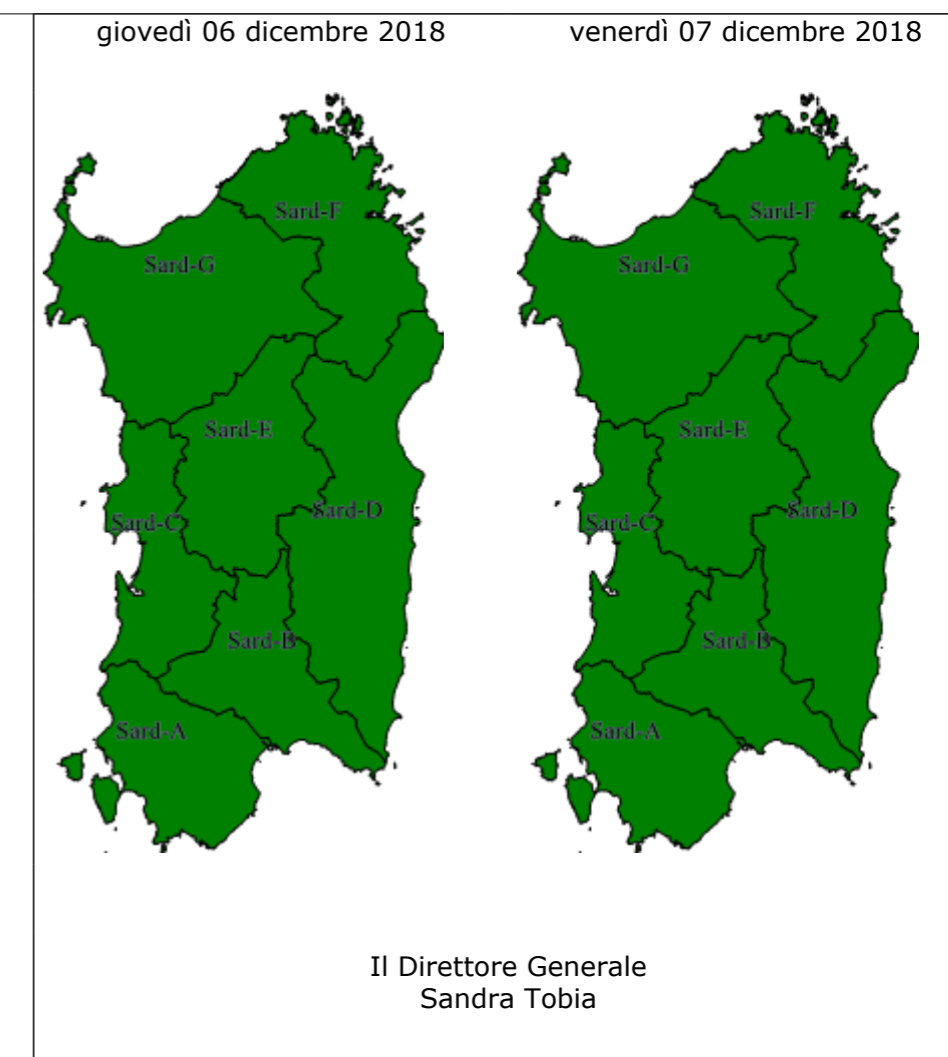 giovedì 06 dicembre 2018
venerdì 07 dicembre 2018
Sard-F
Sard-G
Sard-E
Sard-D
Sard-C
Sard-B
Sard-A
Sard-F
Sard-G
Sard-E
Sard-D
Sard-C
Sard-B
Sard-A
Il Direttore Generale
Sandra Tobia